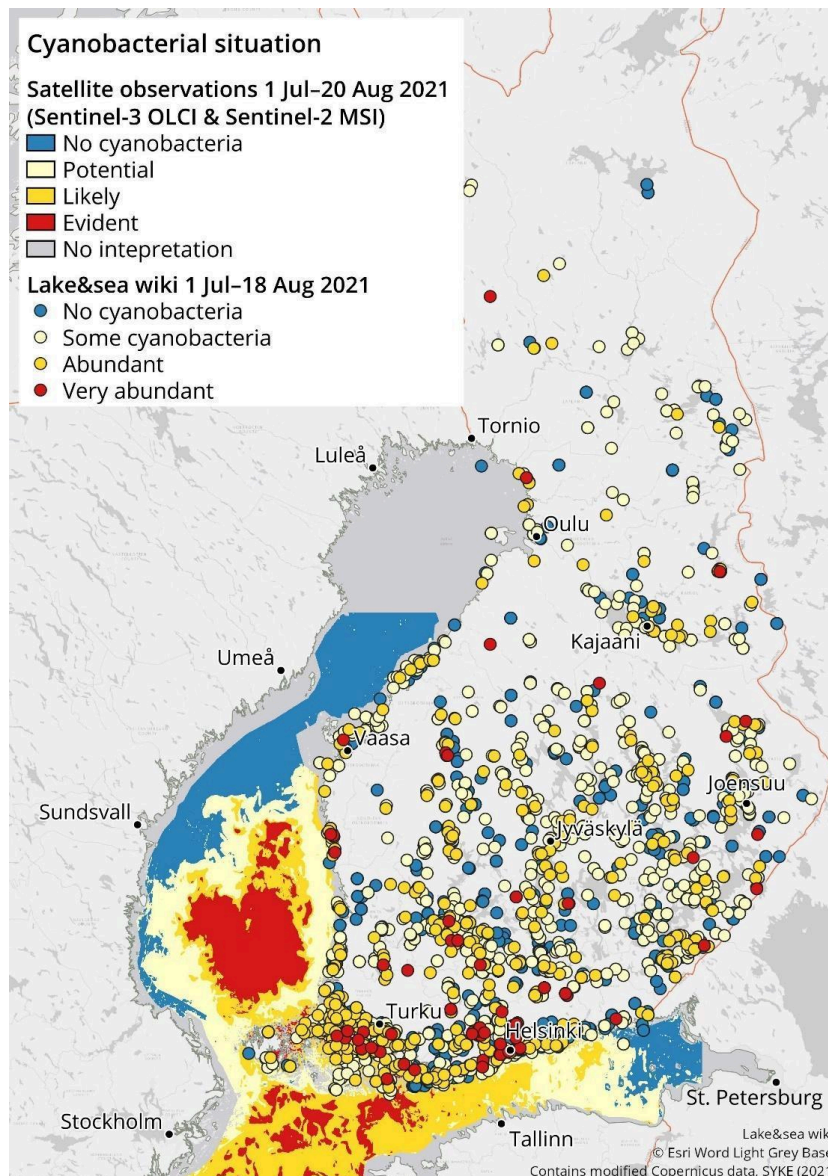 Cyanobacterial situation
Satellite observations 1 Jul–20 Aug 2021
(Sentinel-3 OLCI & Sentinel-2 MSI)
No cyanobacteria
Potential
Likely
Evident
No intepretation
Lake&sea wiki 1 Jul–18 Aug 2021
No cyanobacteria
Some cyanobacteria
Abundant
Very abundant
Tornio
Luleå
Oulu
Kajaani
Umeå
Vaasa
Joensuu
Sundsvall
Jyväskylä
Turku
Helsinki
St. Petersburg
Stockholm
Tallinn
Lake&sea wik
© Esri Word Light Grey Base
Contains modified Copernicus data, SYKE (202